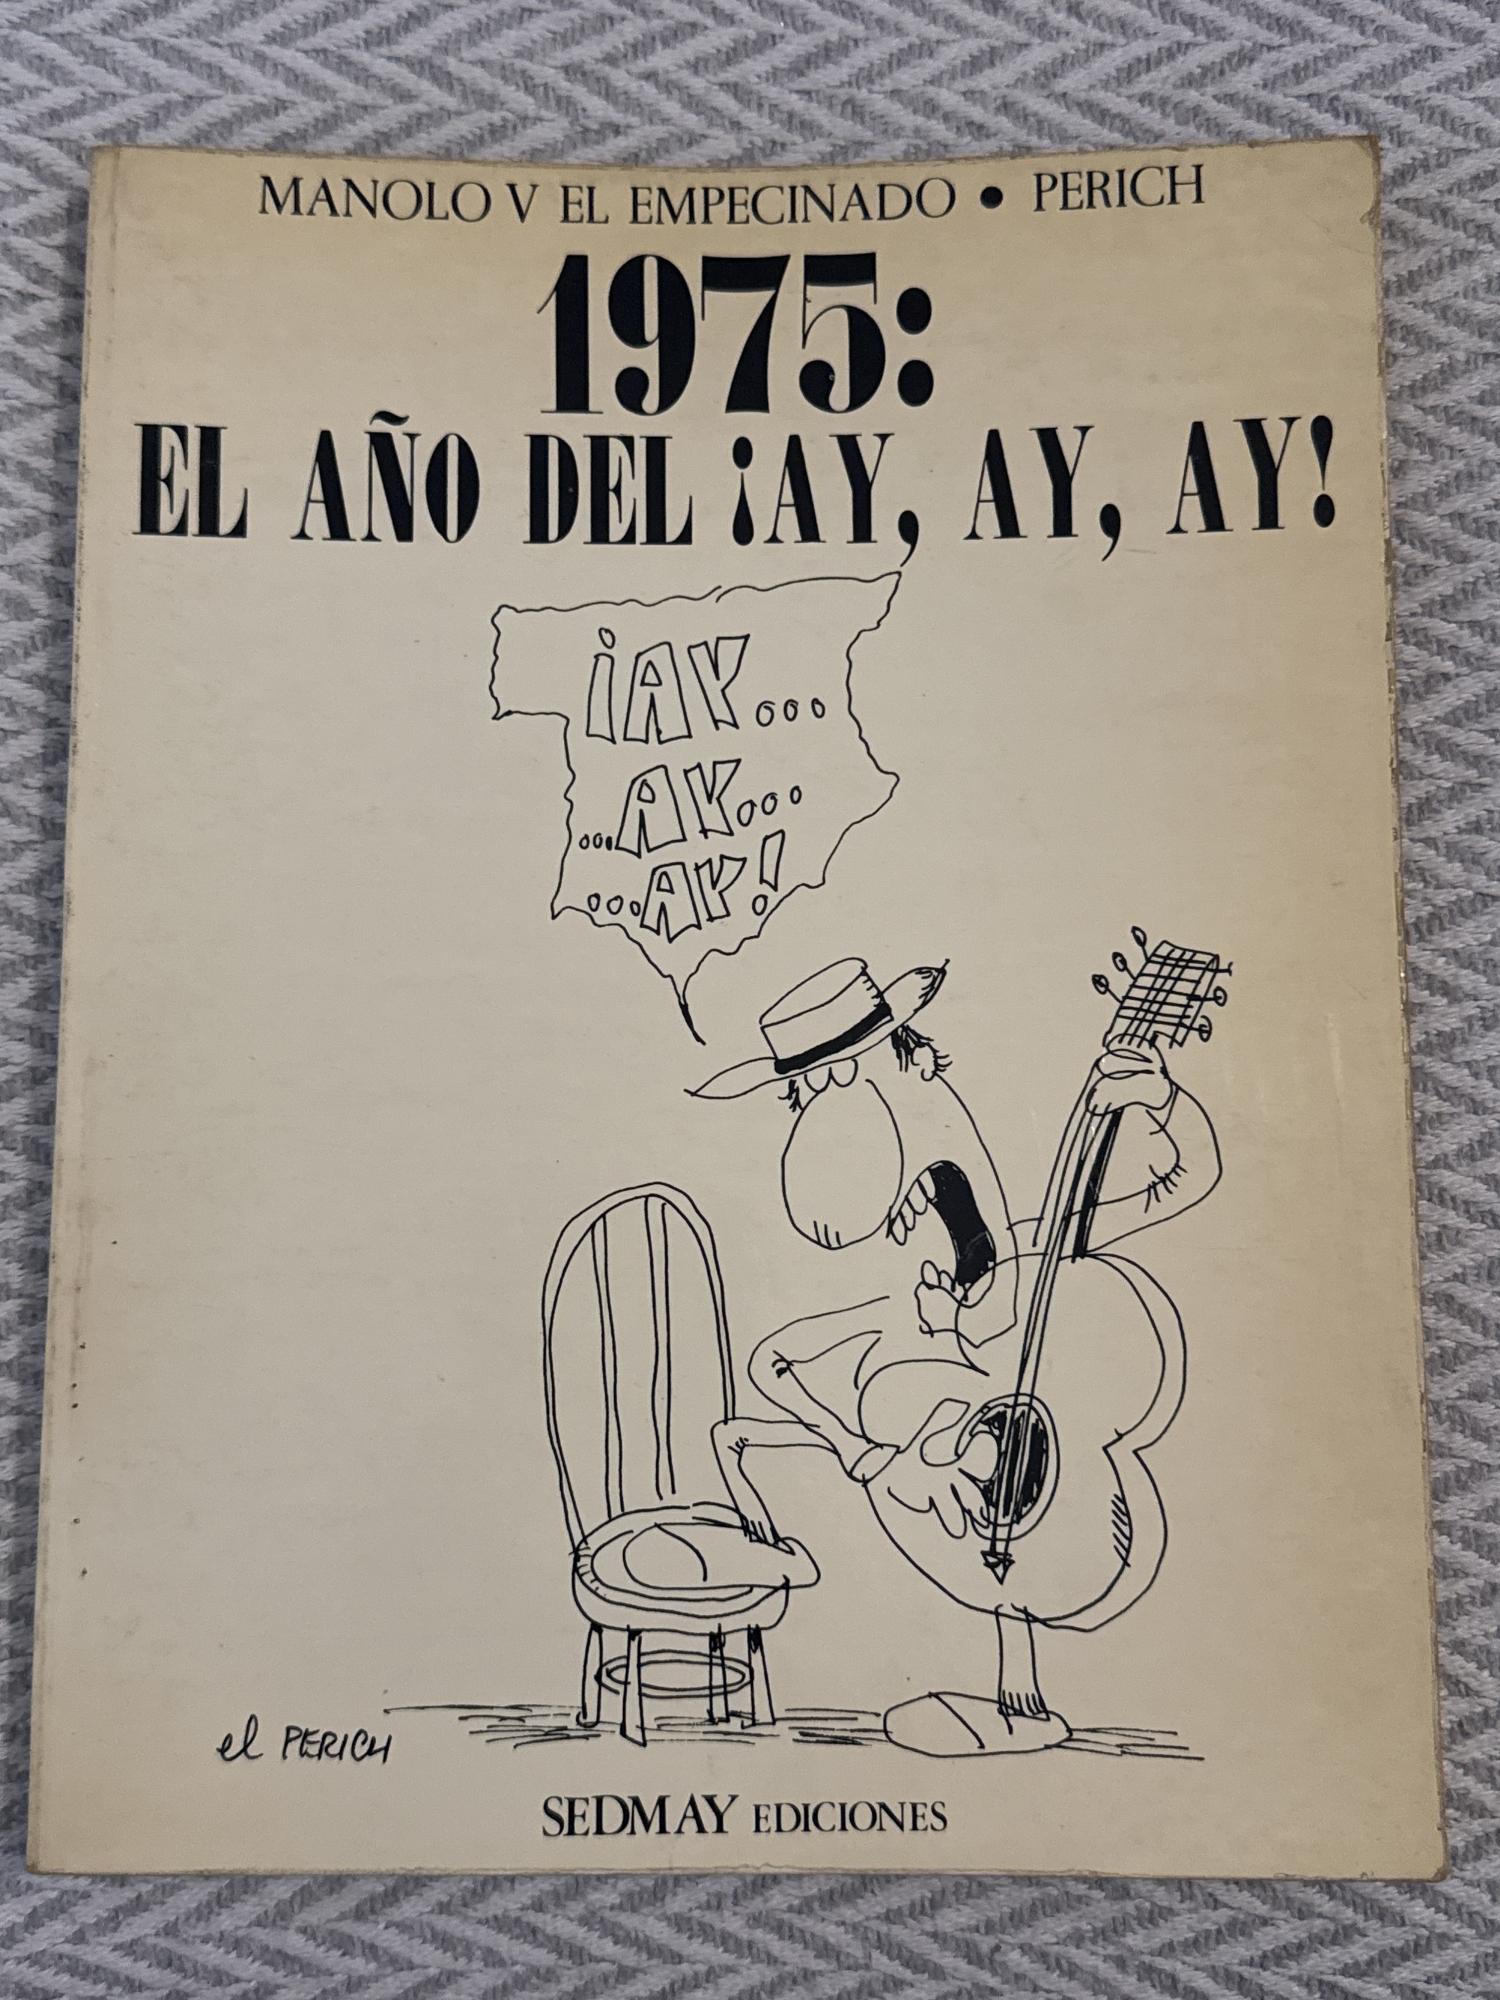 MANOLO V EL EMPECINADO • PERICH
1975:
EL AÑO DEL ¡AY, AY, AY!
¡AY...
...AY...
...AY!
el PERICH
SEDMAY EDICIONES